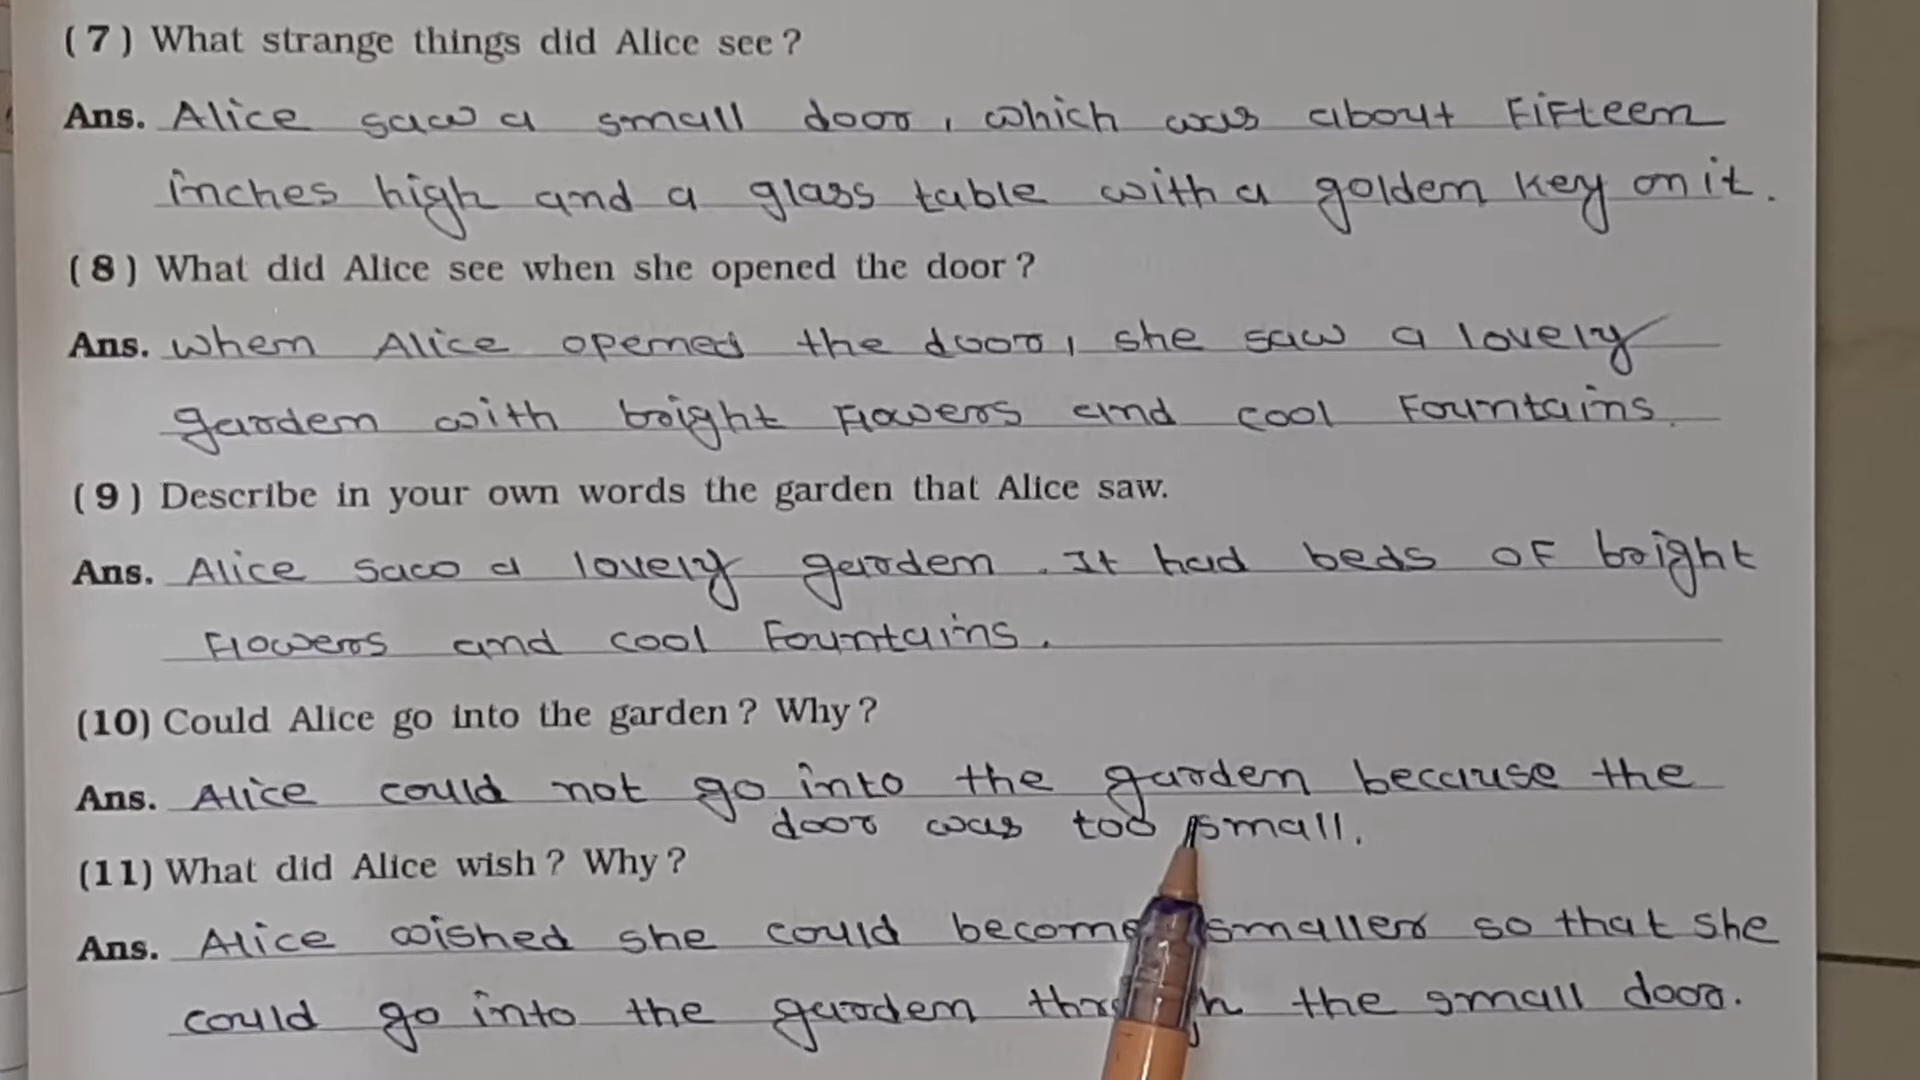 (7) What strange things did Alice see?
Ans. Alice saw a small door, which was about Fifteen
inches high and a glass table with a golden key on it.
(8) What did Alice see when she opened the door?
Ans. When Alice opened the door, she saw a lovely
garden with bright Flowers and cool Fountains.
(9) Describe in your own words the garden that Alice saw.
Ans. Alice saw a lovely garden. It had beds of bright
Flowers and cool Fountains.
(10) Could Alice go into the garden? Why?
Ans. Alice could not go into the garden because the
door was too small.
(11) What did Alice wish? Why?
Ans. Alice wished she could become smaller so that she
could go into the garden the small door.